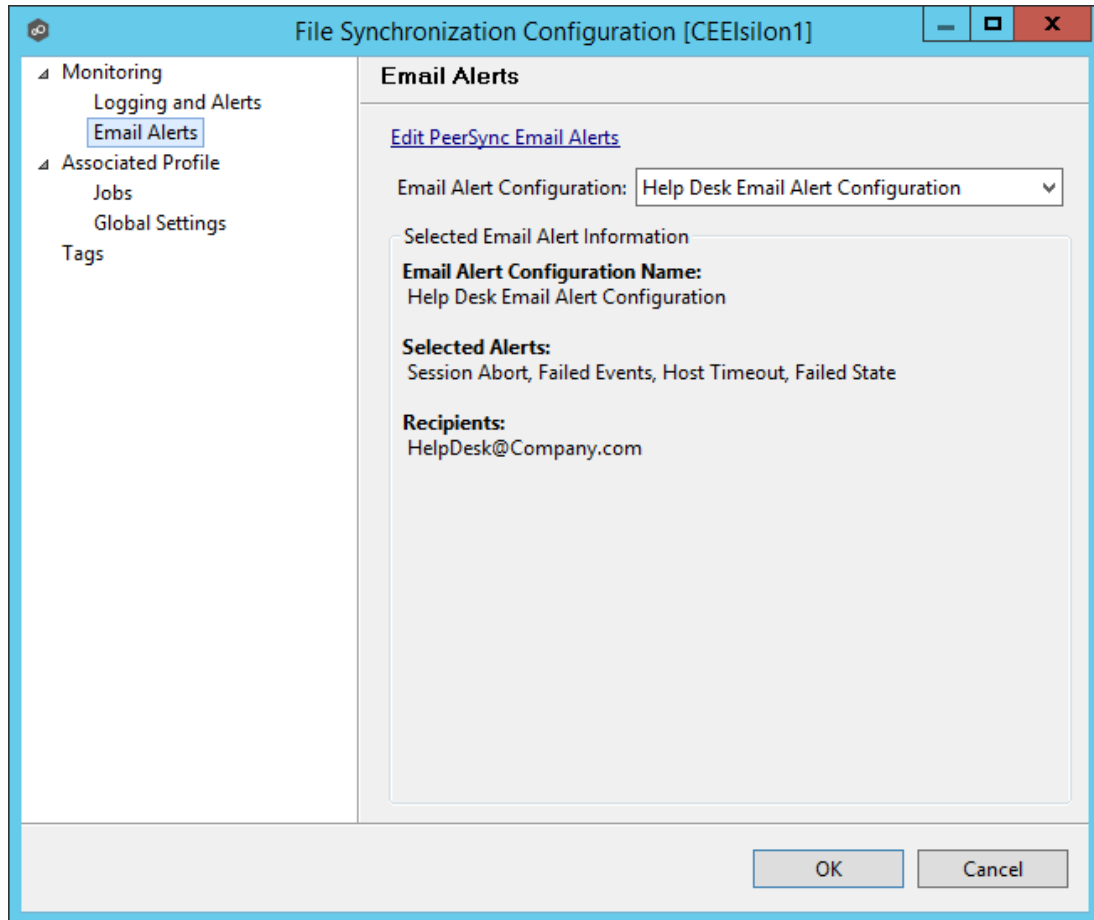 File Synchronization Configuration [CEEIsilon1]
Monitoring
Logging and Alerts
Email Alerts
Associated Profile
Jobs
Global Settings
Tags
Email Alerts
Edit PeerSync Email Alerts
Email Alert Configuration: Help Desk Email Alert Configuration
Selected Email Alert Information
Email Alert Configuration Name:
Help Desk Email Alert Configuration
Selected Alerts:
Session Abort, Failed Events, Host Timeout, Failed State
Recipients:
HelpDesk@Company.com
OK Cancel